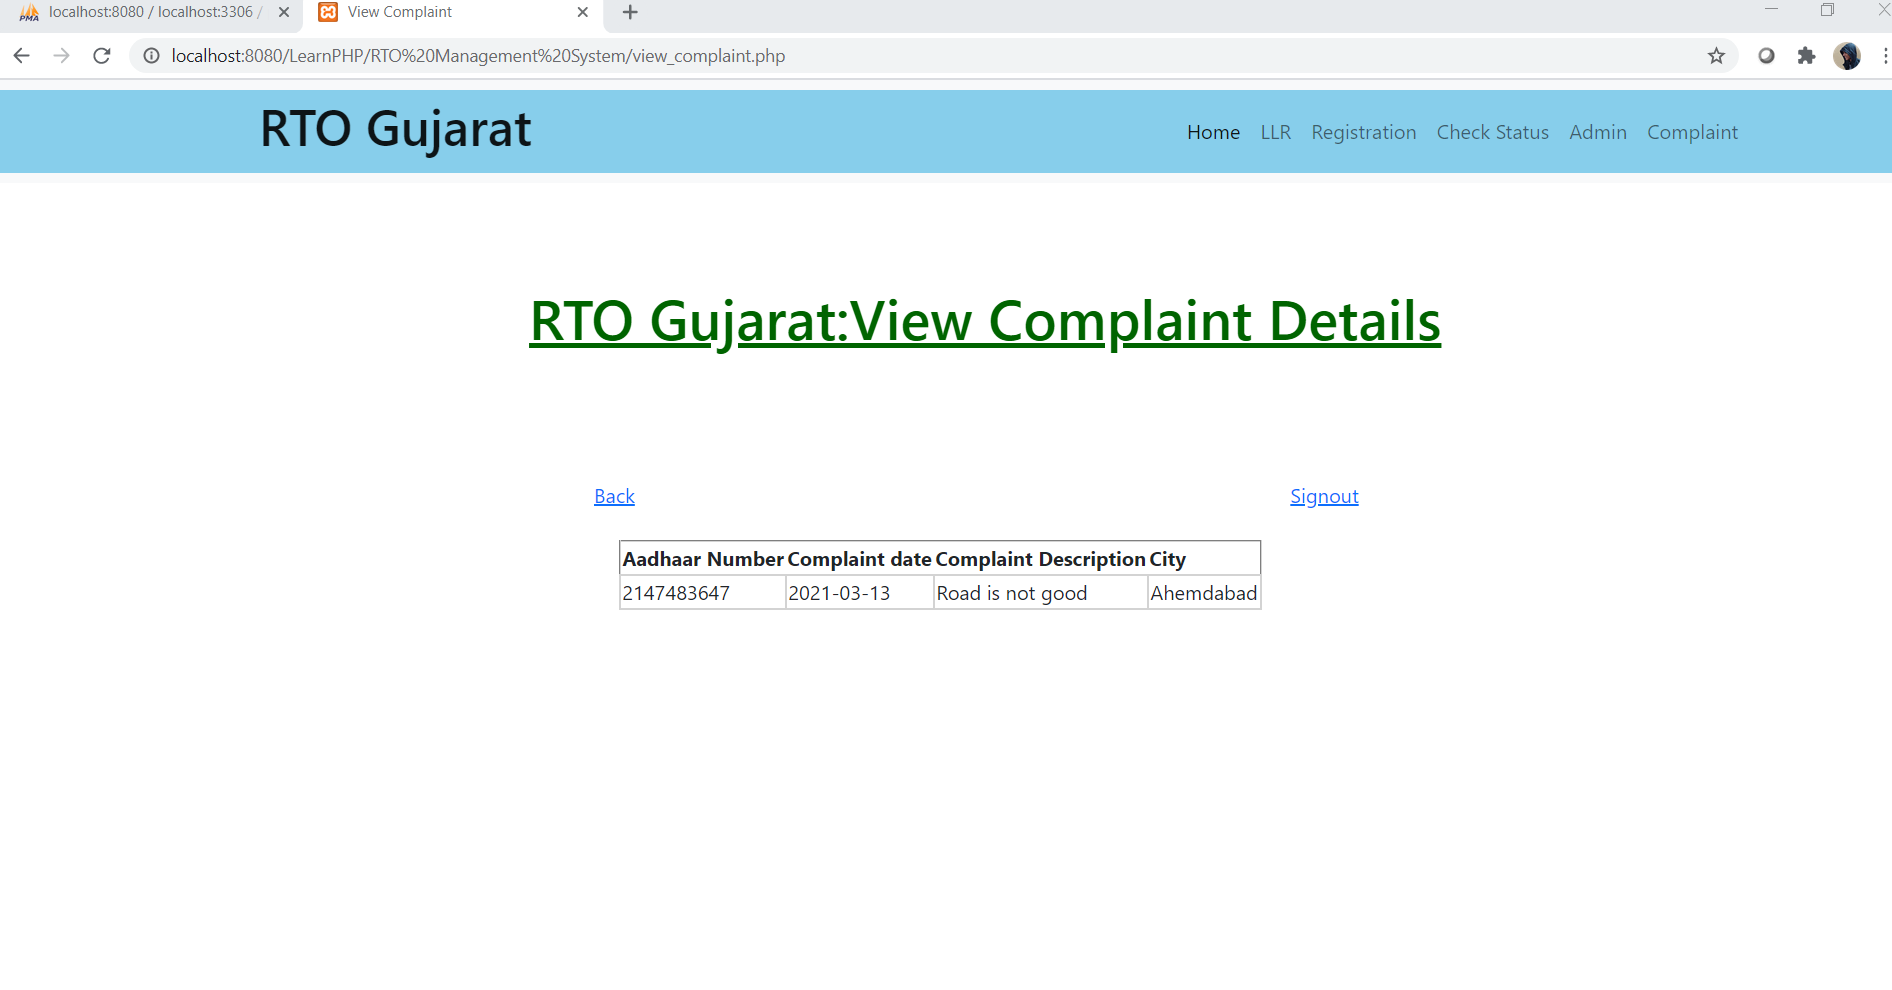 localhost:8080 / localhost:3306 /
View Complaint
localhost:8080/LearnPHP/RTO%20Management%20System/view_complaint.php
RTO Gujarat
Home LLR Registration Check Status Admin Complaint
RTO Gujarat:View Complaint Details
Back Signout
Aadhaar Number Complaint date Complaint Description City
2147483647 2021-03-13 Road is not good Ahemdabad